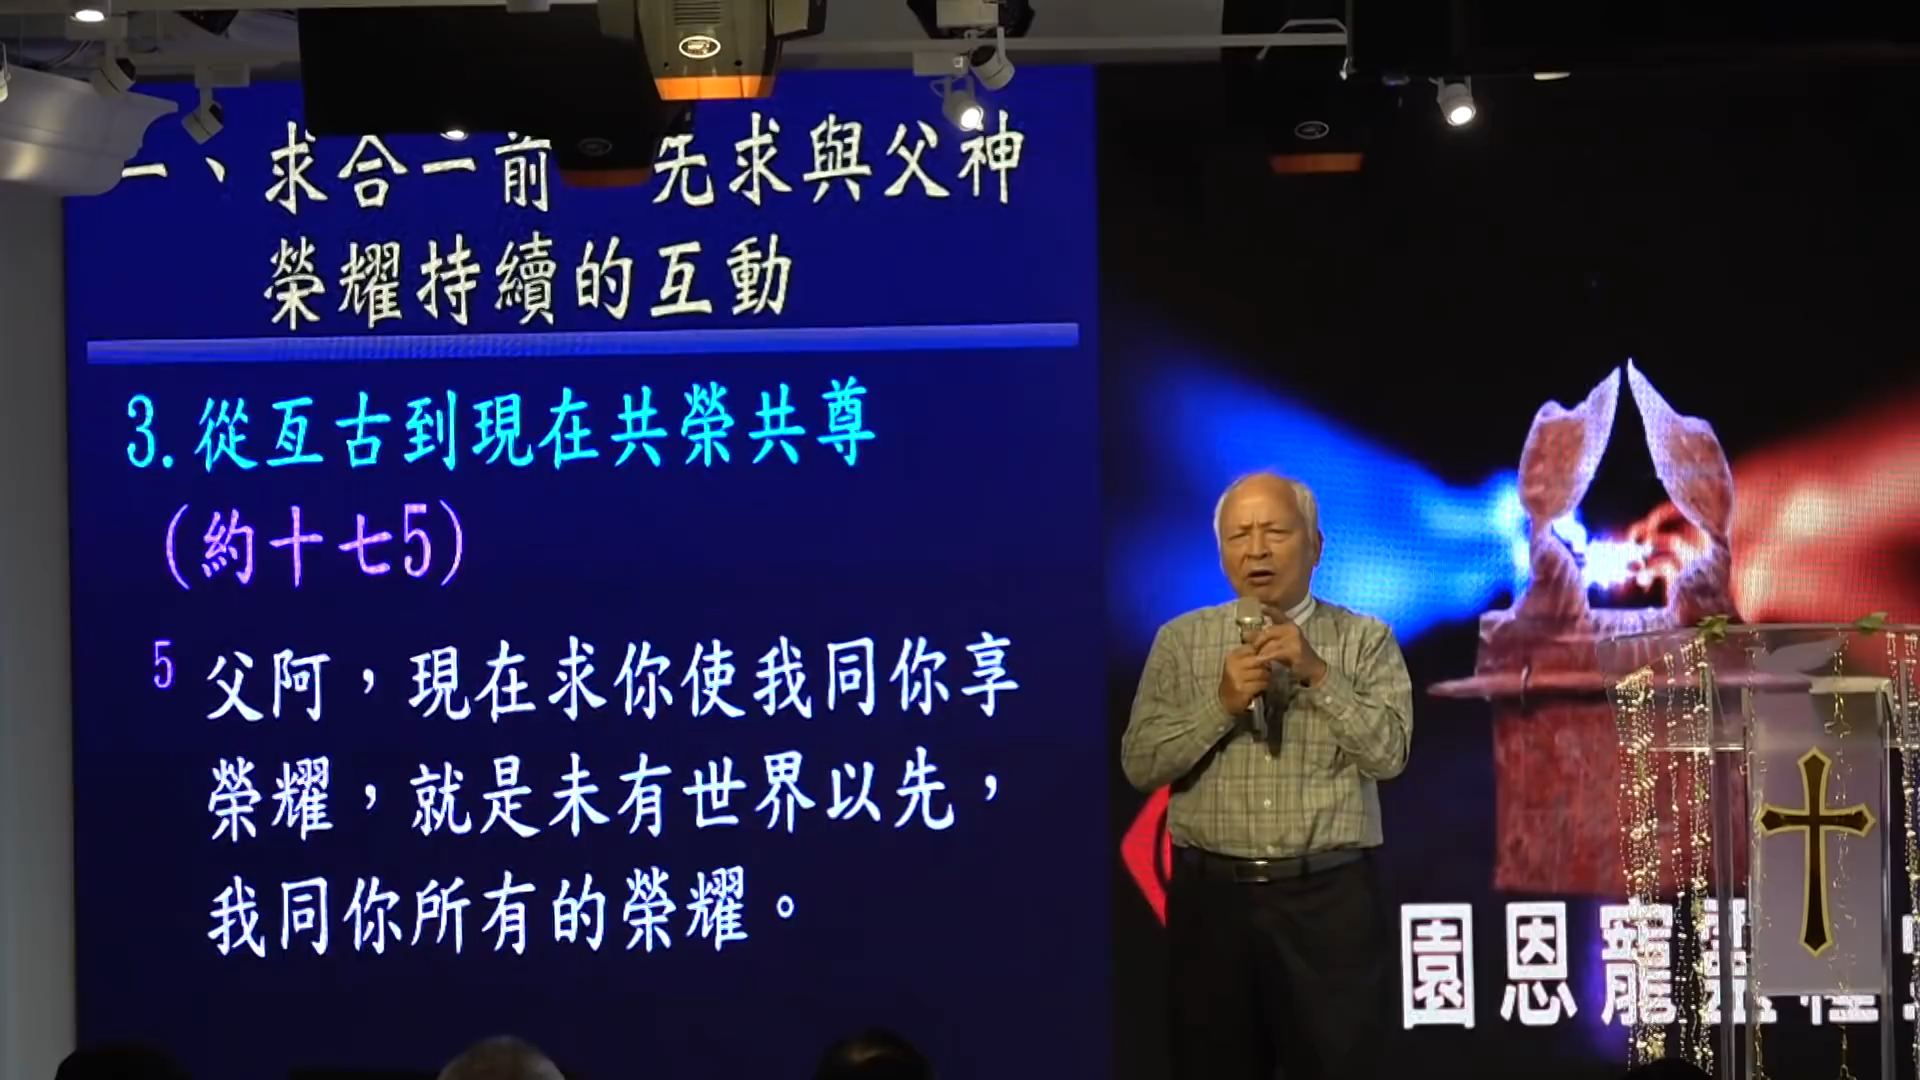 一、求合一前 先求與父神
榮耀持續的互動
3.從亙古到現在共榮共尊
(約十七5)
5 父阿，現在求你使我同你享
榮耀，就是未有世界以先，
我同你所有的榮耀。
園恩寵